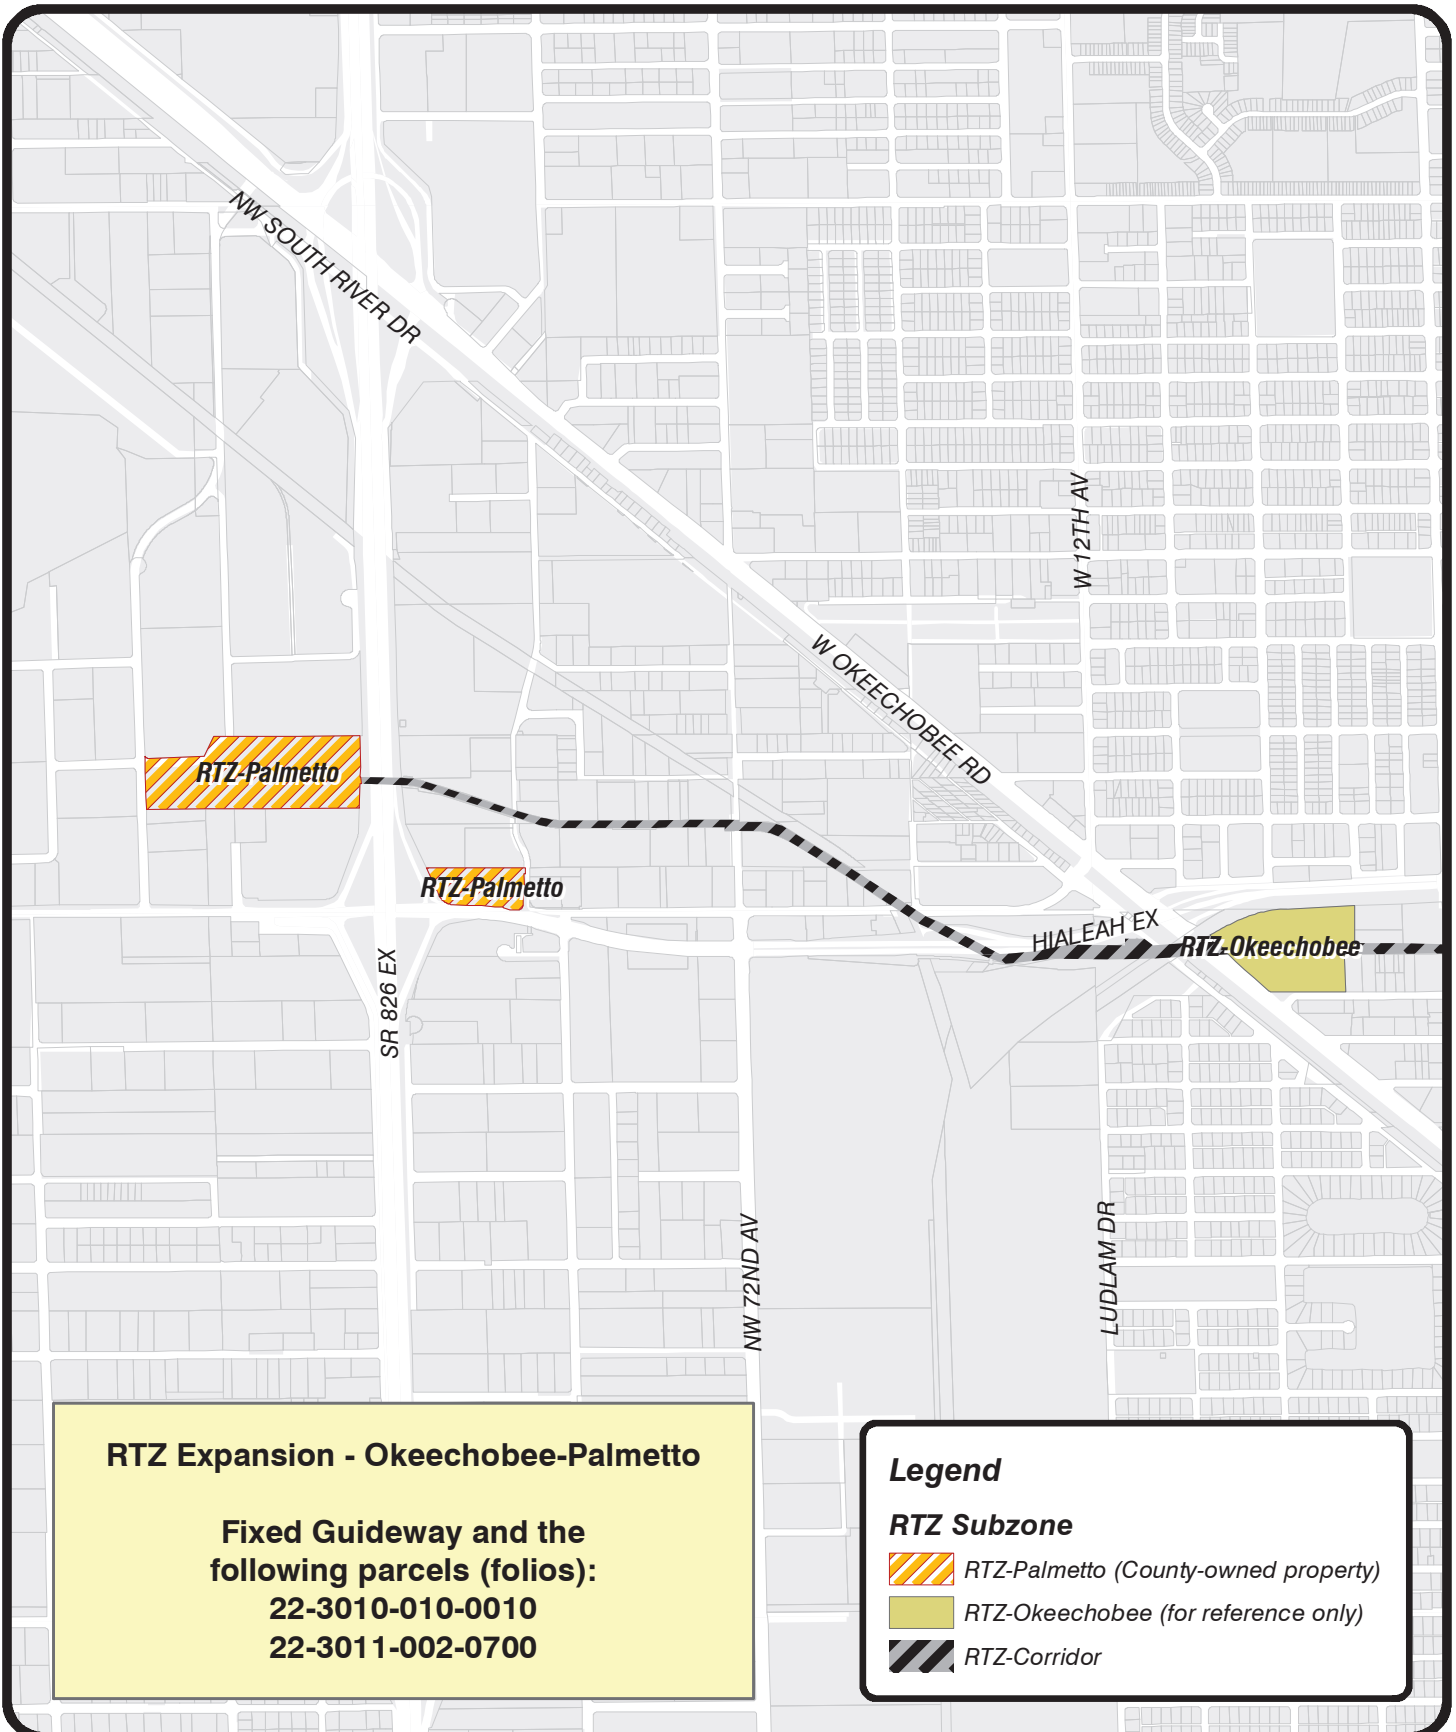 NW SOUTH RIVER DR
W 12TH AV
W OKEECHOBEE RD
RTZ-Palmetto
RTZ-Palmetto
HIALEAH EX
RTZ-Okeechobee
SR 826 EX
NW 72ND AV
LUDLAM DR
RTZ Expansion - Okeechobee-Palmetto
Fixed Guideway and the
following parcels (folios):
22-3010-010-0010
22-3011-002-0700
Legend
RTZ Subzone
RTZ-Palmetto (County-owned property)
RTZ-Okeechobee (for reference only)
RTZ-Corridor